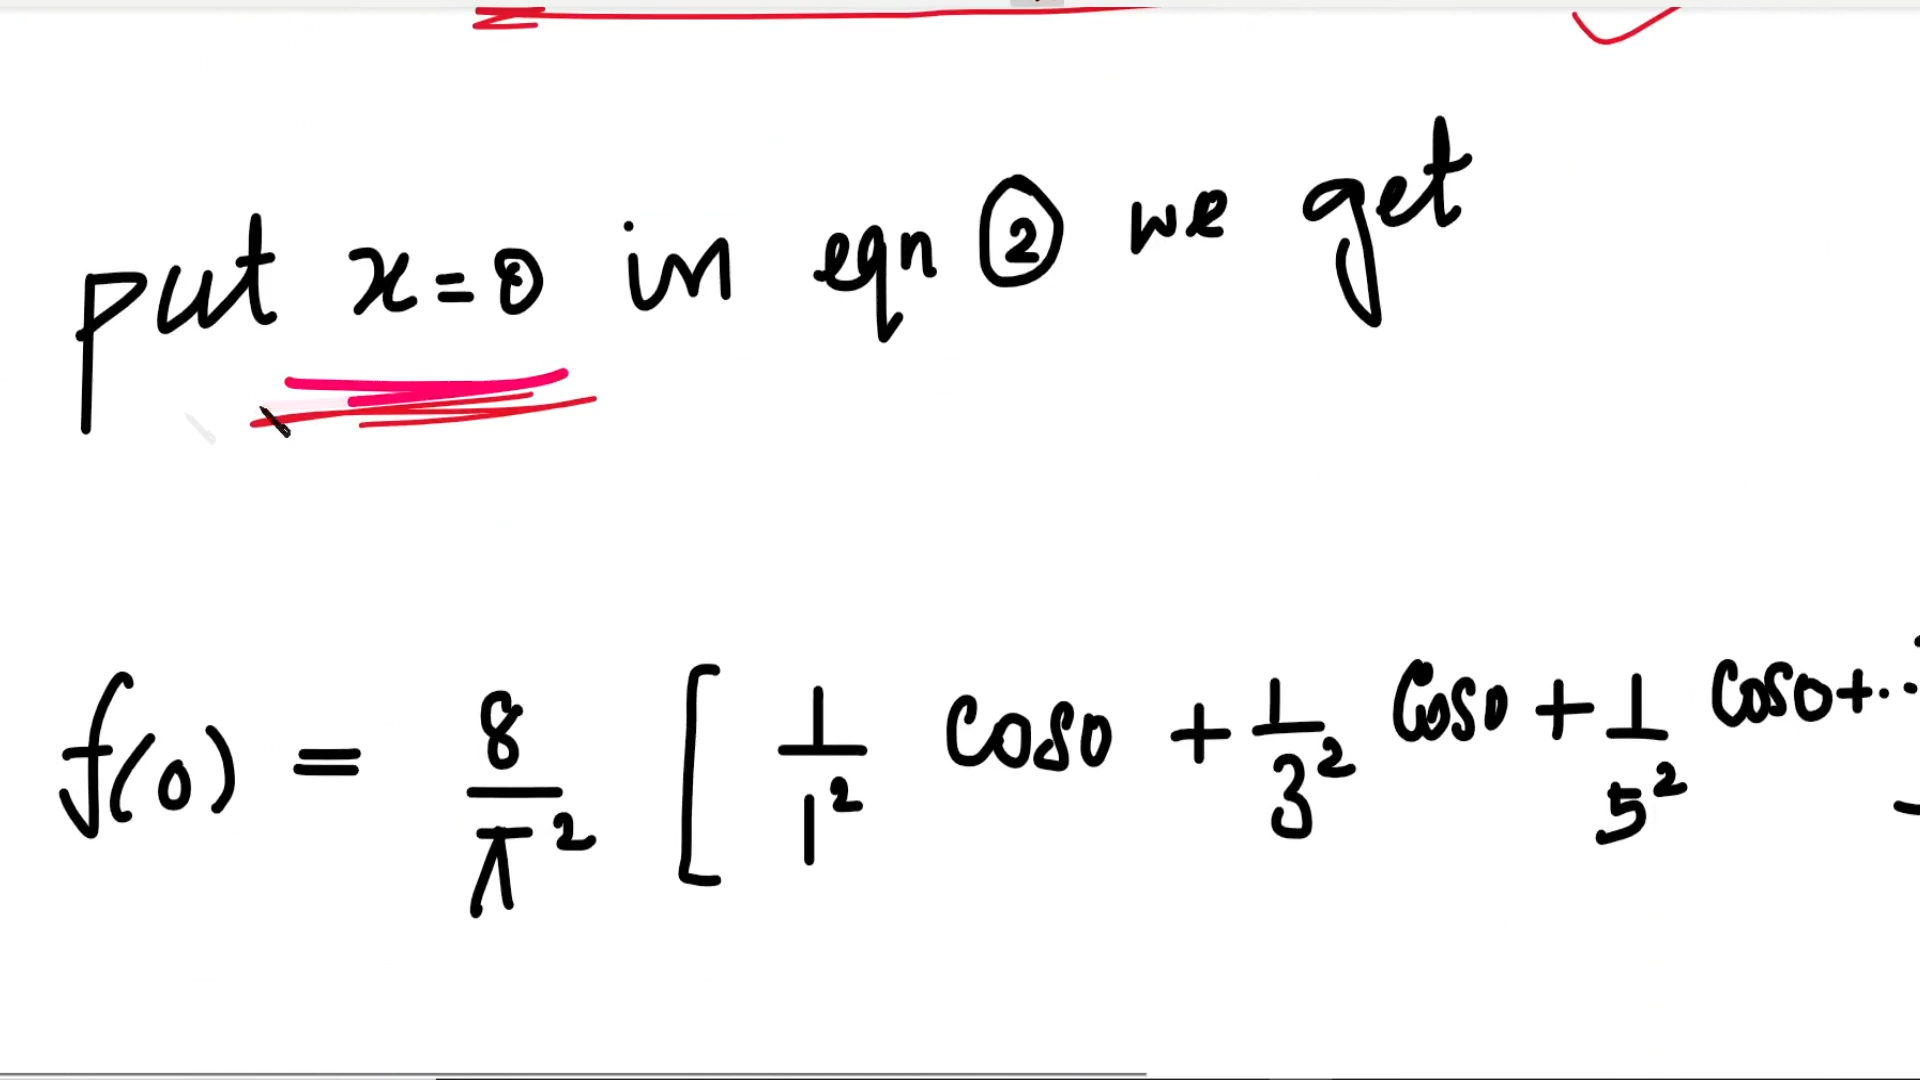 put x=0 in eqn ② we get
f(0) = 8/π² [ 1/1² cos0 + 1/3² cos0 + 1/5² cos0 + ...